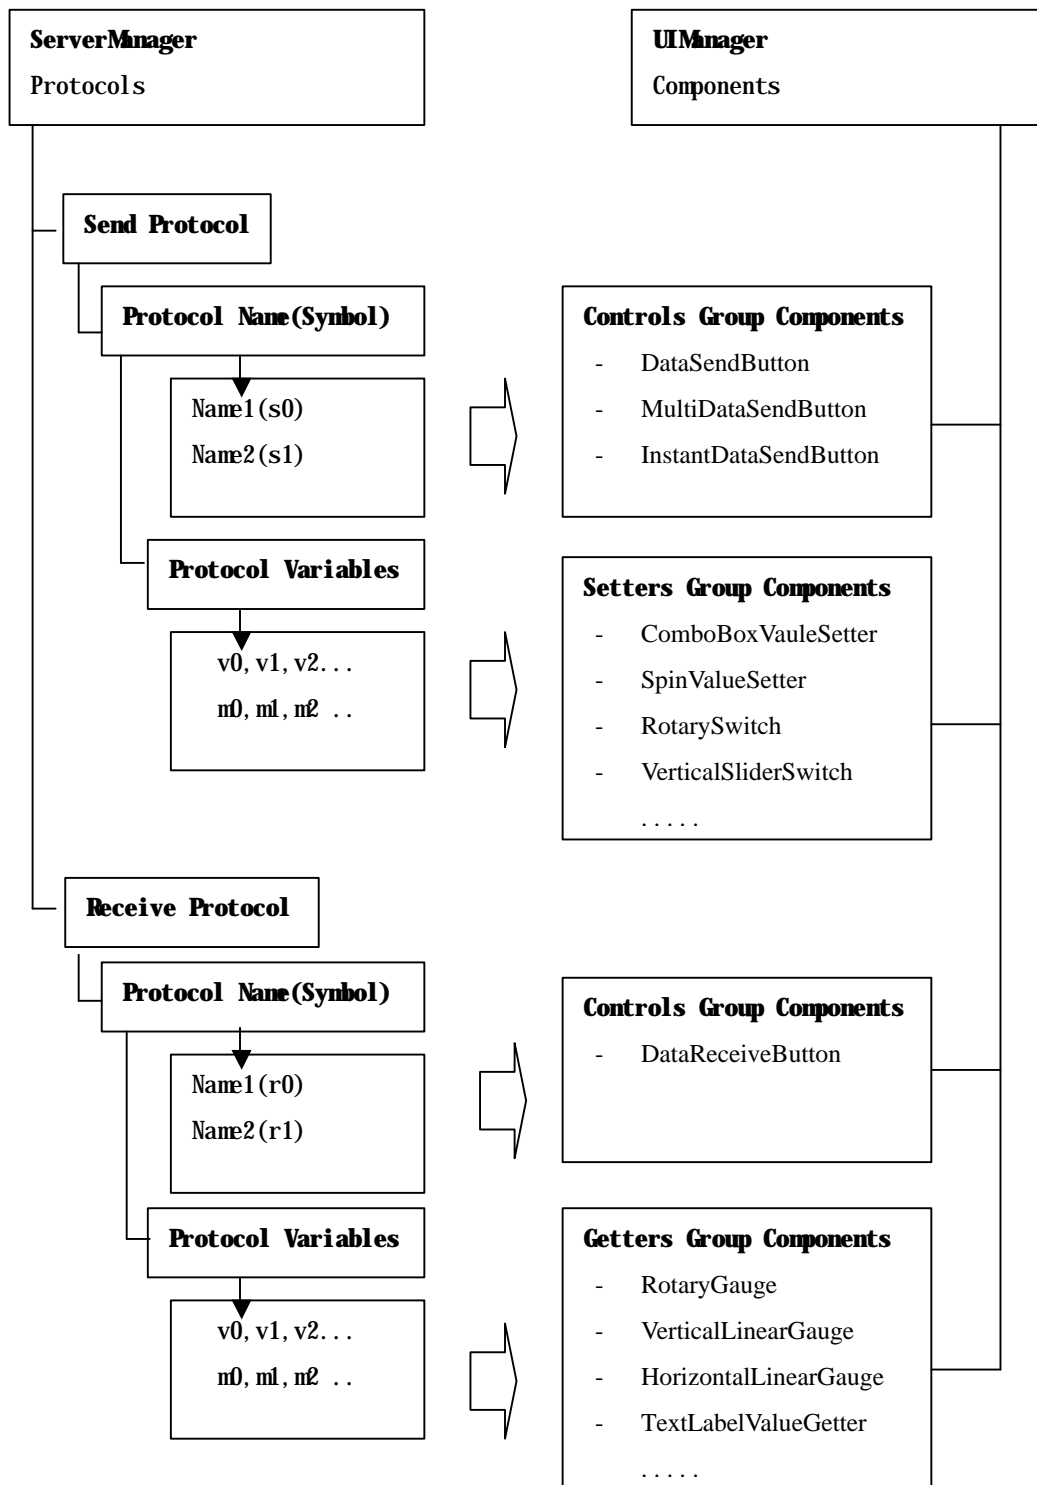 ServerManager
Protocols
UIManager
Components
Send Protocol
Protocol Name(Symbol)
Name1(s0)
Name2(s1)
Controls Group Components
- DataSendButton
- MultiDataSendButton
- InstantDataSendButton
Protocol Variables
v0,v1,v2...
m0,m1,m2 ..
Setters Group Components
- ComboBoxVauleSetter
- SpinValueSetter
- RotarySwitch
- VerticalSliderSwitch
.....
Receive Protocol
Protocol Name(Symbol)
Name1(r0)
Name2(r1)
Controls Group Components
- DataReceiveButton
Protocol Variables
v0,v1,v2...
m0,m1,m2 ..
Getters Group Components
- RotaryGauge
- VerticalLinearGauge
- HorizontalLinearGauge
- TextLabelValueGetter
.....